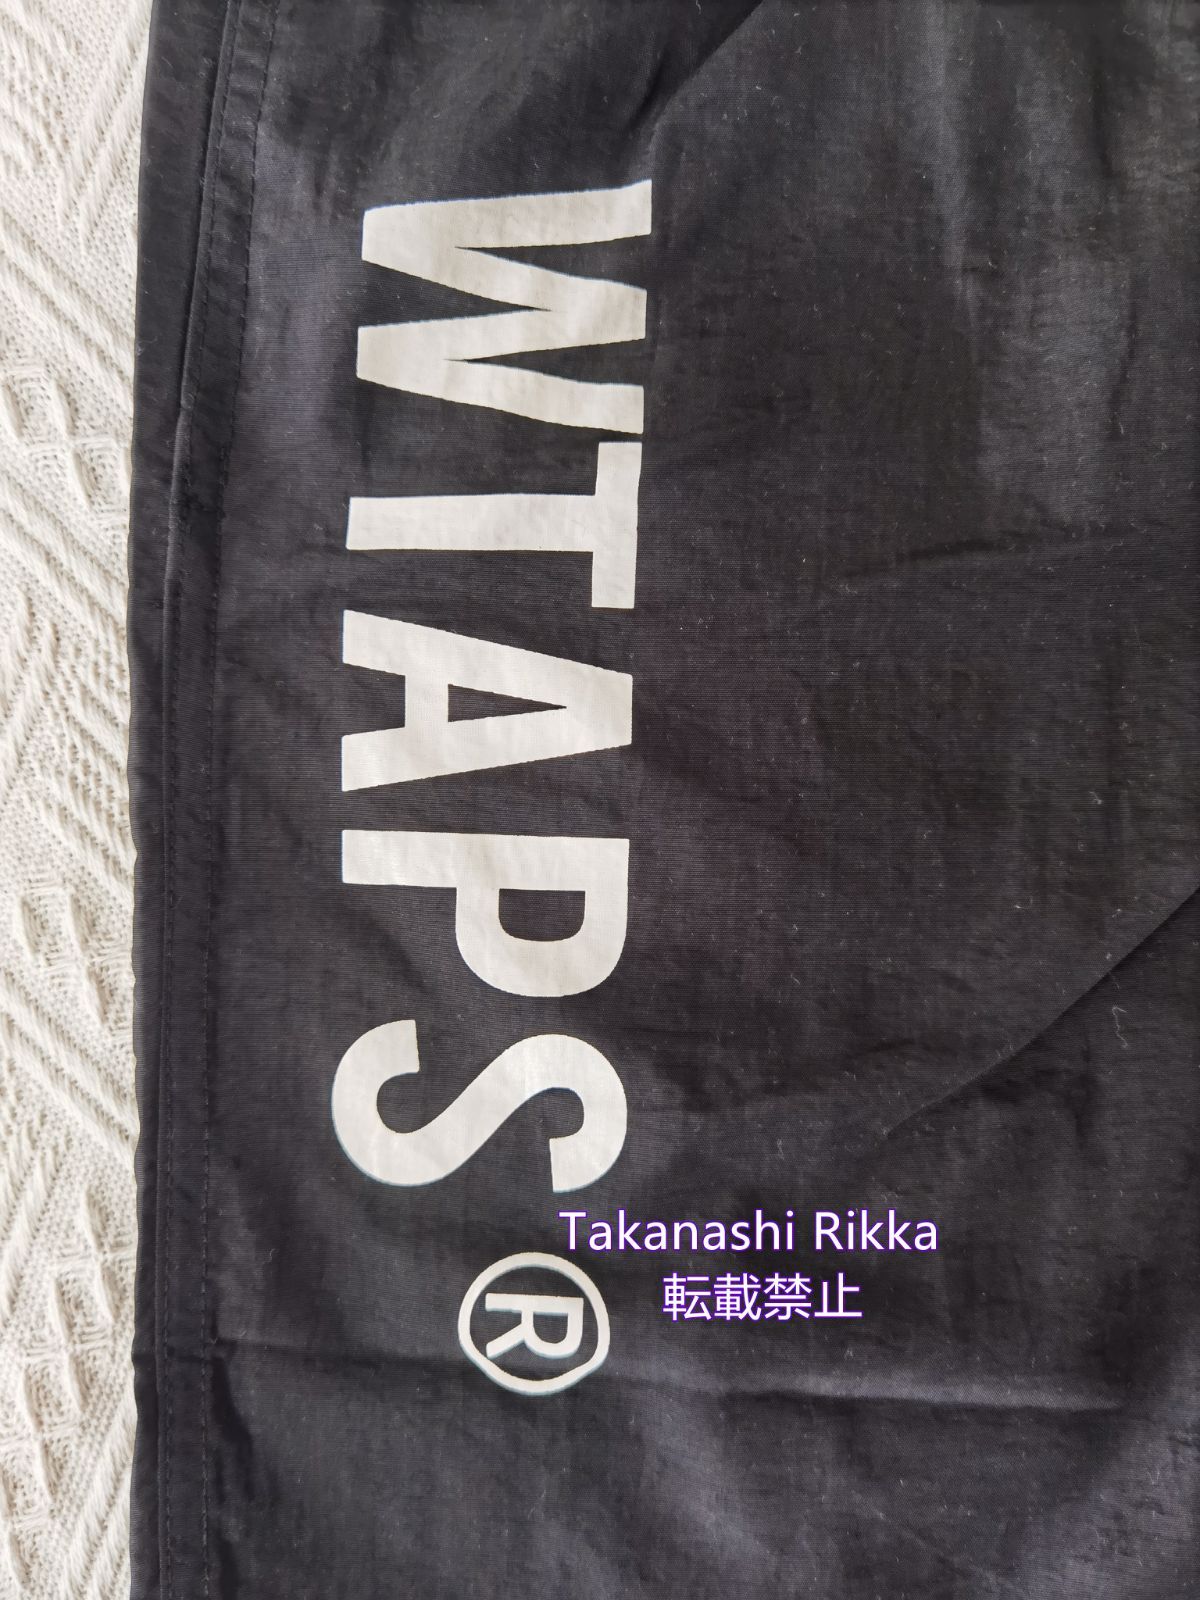 WTAPS®
Takanashi Rikka
転載禁止